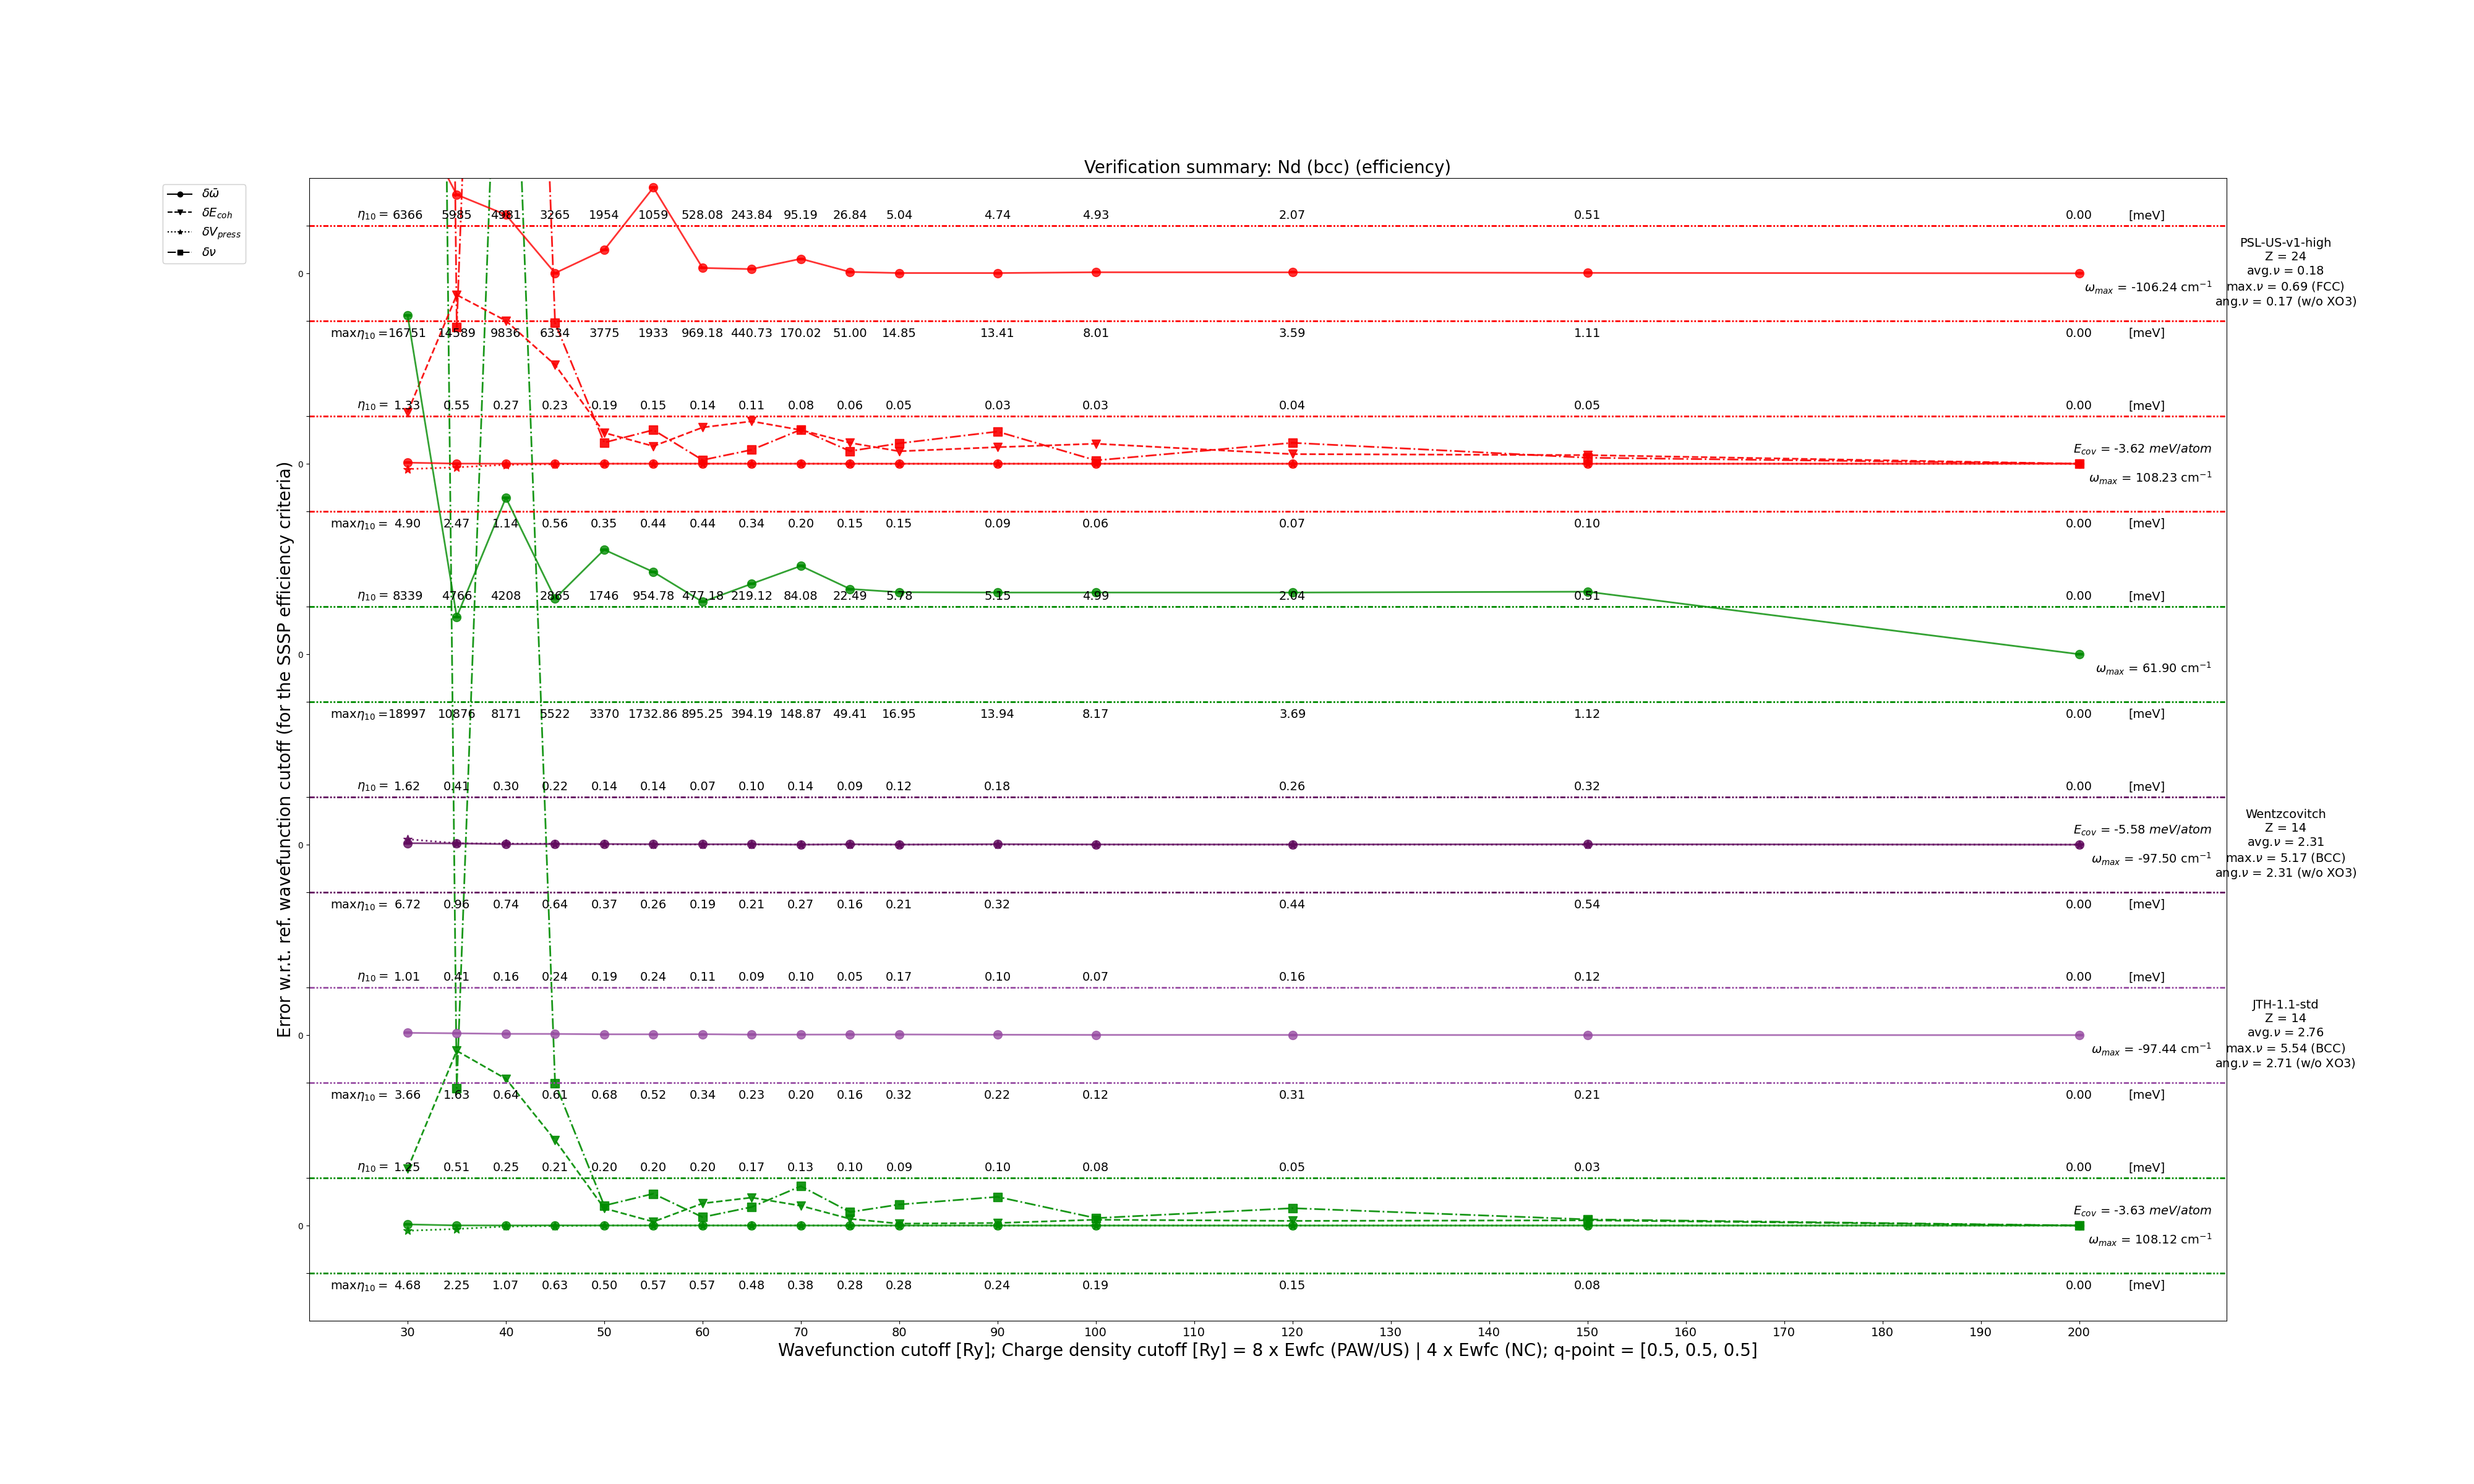 Verification summary: Nd (bcc) (efficiency)
δω̄
δE_coh
δV_press
δν
Error w.r.t. ref. wavefunction cutoff (for the SSSP efficiency criteria)
η₁₀ = 6366 5985 4981 3265 1954 1059 528.08 243.84 95.19 26.84 5.04 4.74 4.93 2.07 0.51 0.00 [meV]
PSL-US-v1-high
Z = 24
avg.ν = 0.18
max.ν = 0.69 (FCC)
ang.ν = 0.17 (w/o XO3)
0
ω_max = -106.24 cm⁻¹
maxη₁₀ = 16751 14589 9836 6334 3775 1933 969.18 440.73 170.02 51.00 14.85 13.41 8.01 3.59 1.11 0.00 [meV]
η₁₀ = 1.33 0.55 0.27 0.23 0.19 0.15 0.14 0.11 0.08 0.06 0.05 0.03 0.03 0.04 0.05 0.00 [meV]
E_cov = -3.62 meV/atom
0
ω_max = 108.23 cm⁻¹
maxη₁₀ = 4.90 2.47 1.14 0.56 0.35 0.44 0.44 0.34 0.20 0.15 0.15 0.09 0.06 0.07 0.10 0.00 [meV]
η₁₀ = 8339 4766 4208 2865 1746 954.78 477.18 219.12 84.08 22.49 5.78 5.15 4.99 2.04 0.51 0.00 [meV]
0
ω_max = 61.90 cm⁻¹
maxη₁₀ = 18997 10876 8171 5522 3370 1732.86 895.25 394.19 148.87 49.41 16.95 13.94 8.17 3.69 1.12 0.00 [meV]
η₁₀ = 1.62 0.41 0.30 0.22 0.14 0.14 0.07 0.10 0.14 0.09 0.12 0.18 0.26 0.32 0.00 [meV]
Wentzcovitch
Z = 14
avg.ν = 2.31
max.ν = 5.17 (BCC)
ang.ν = 2.31 (w/o XO3)
E_cov = -5.58 meV/atom
0
ω_max = -97.50 cm⁻¹
maxη₁₀ = 6.72 0.96 0.74 0.64 0.37 0.26 0.19 0.21 0.27 0.16 0.21 0.32 0.44 0.54 0.00 [meV]
η₁₀ = 1.01 0.41 0.16 0.24 0.19 0.24 0.11 0.09 0.10 0.05 0.17 0.10 0.07 0.16 0.12 0.00 [meV]
JTH-1.1-std
Z = 14
avg.ν = 2.76
max.ν = 5.54 (BCC)
ang.ν = 2.71 (w/o XO3)
0
ω_max = -97.44 cm⁻¹
maxη₁₀ = 3.66 1.63 0.64 0.61 0.68 0.52 0.34 0.23 0.20 0.16 0.32 0.22 0.12 0.31 0.21 0.00 [meV]
η₁₀ = 1.25 0.51 0.25 0.21 0.20 0.20 0.20 0.17 0.13 0.10 0.09 0.10 0.08 0.05 0.03 0.00 [meV]
E_cov = -3.63 meV/atom
0
ω_max = 108.12 cm⁻¹
maxη₁₀ = 4.68 2.25 1.07 0.63 0.50 0.57 0.57 0.48 0.38 0.28 0.28 0.24 0.19 0.15 0.08 0.00 [meV]
30 40 50 60 70 80 90 100 110 120 130 140 150 160 170 180 190 200
Wavefunction cutoff [Ry]; Charge density cutoff [Ry] = 8 x Ewfc (PAW/US) | 4 x Ewfc (NC); q-point = [0.5, 0.5, 0.5]